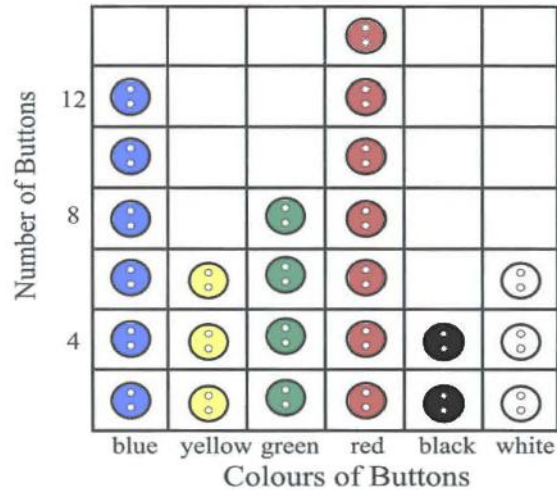 Number of Buttons
12
8
4
blue yellow green red black white
Colours of Buttons